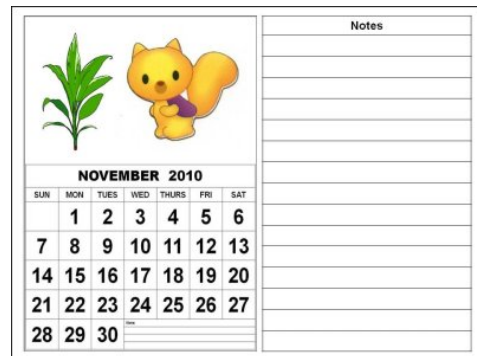 NOVEMBER 2010
SUN MON TUES WED THURS FRI SAT
1 2 3 4 5 6
7 8 9 10 11 12 13
14 15 16 17 18 19 20
21 22 23 24 25 26 27
28 29 30
Notes